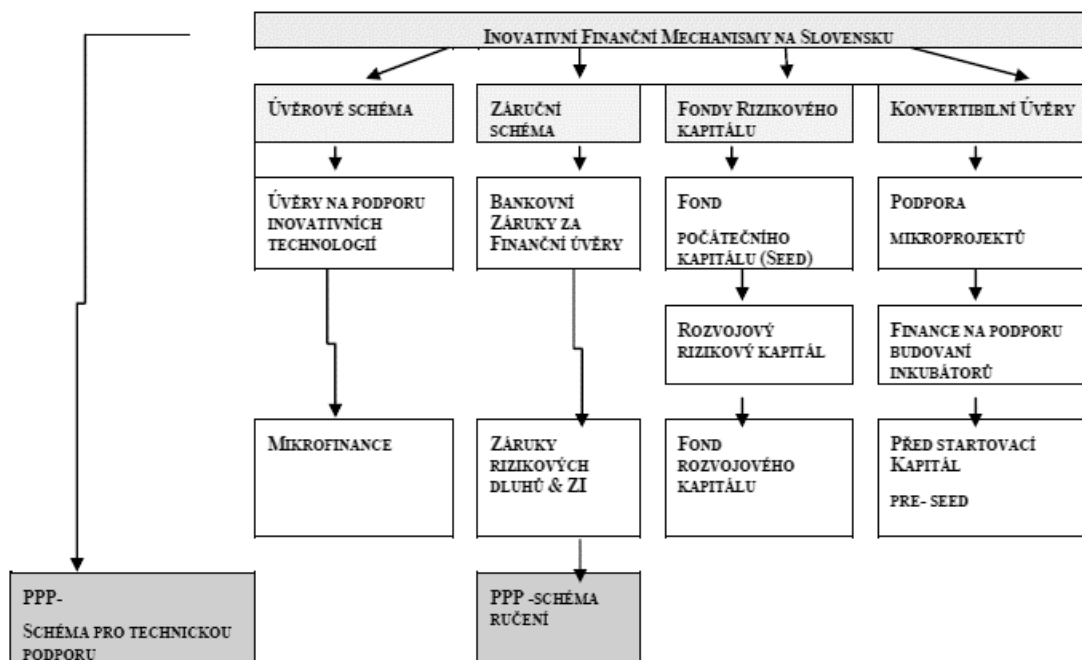 Inovativní Finanční Mechanismy na Slovensku
Úvěrové schéma
Záruční
schéma
Fondy Rizikového
kapitálu
Konvertibilní Úvěry
Úvěry na podporu
inovativních
technologií
Bankovní
Záruky za
Finanční úvěry
Fond
počátečního
kapitálu (Seed)
Podpora
mikroprojektů
Rozvojový
rizikový kapitál
Finance na podporu
budovaní
inkubátorů
Mikrofinance
Záruky
rizikových
dluhů & ZI
Fond
rozvojového
kapitálu
Před startovací
Kapitál
pre- seed
PPP-
Schéma pro technickou
podporu
PPP -schéma
ručení